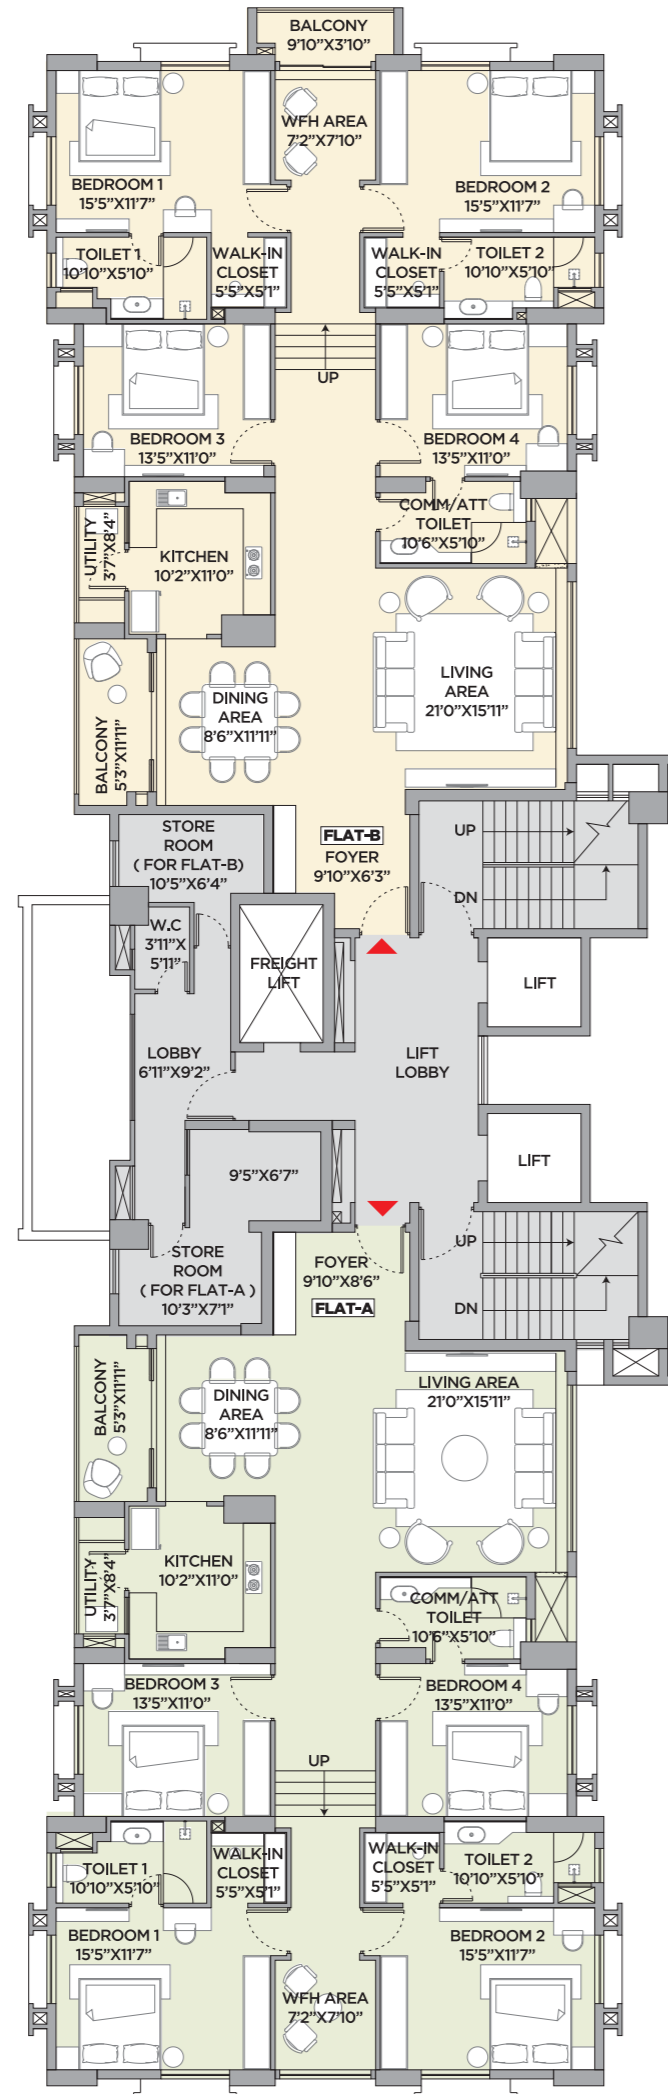 BALCONY
9'10"X3'10"
WFH AREA
7'2"X7'10"
BEDROOM 1
15'5"X11'7"
BEDROOM 2
15'5"X11'7"
TOILET 1
10'10"X5'10"
WALK-IN
CLOSET
5'5"X5'1"
WALK-IN
CLOSET
5'5"X5'1"
TOILET 2
10'10"X5'10"
UP
BEDROOM 3
13'5"X11'0"
BEDROOM 4
13'5"X11'0"
COMM/ATT
TOILET
10'6"X5'10"
UTILITY
3'7"X8'4"
KITCHEN
10'2"X11'0"
LIVING
AREA
21'0"X15'11"
DINING
AREA
8'6"X11'11"
BALCONY
5'3"X11'11"
STORE
ROOM
( FOR FLAT-B)
10'5"X6'4"
FLAT-B
FOYER
9'10"X6'3"
UP
DN
W.C
3'11"X
5'11"
FREIGHT
LIFT
LIFT
LOBBY
6'11"X9'2"
LIFT
LOBBY
LIFT
9'5"X6'7"
STORE
ROOM
( FOR FLAT-A )
10'3"X7'1"
FOYER
9'10"X8'6"
FLAT-A
UP
DN
BALCONY
5'3"X11'11"
DINING
AREA
8'6"X11'11"
LIVING AREA
21'0"X15'11"
UTILITY
3'7"X8'4"
KITCHEN
10'2"X11'0"
COMM/ATT
TOILET
10'6"X5'10"
BEDROOM 3
13'5"X11'0"
BEDROOM 4
13'5"X11'0"
UP
TOILET 1
10'10"X5'10"
WALK-IN
CLOSET
5'5"X5'1"
WALK-IN
CLOSET
5'5"X5'1"
TOILET 2
10'10"X5'10"
BEDROOM 1
15'5"X11'7"
BEDROOM 2
15'5"X11'7"
WFH AREA
7'2"X7'10"